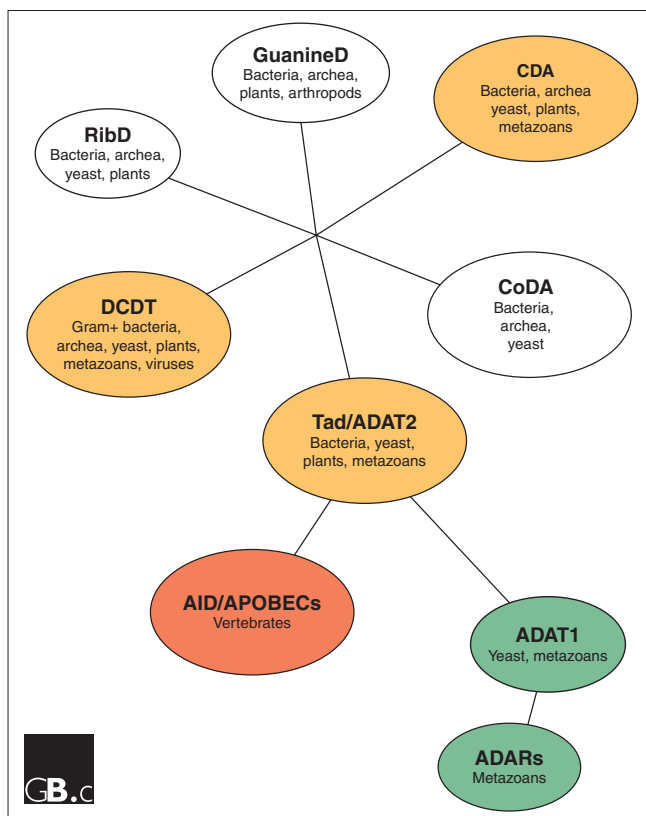 GuanineD
Bacteria, archea,
plants, arthropods
CDA
Bacteria, archea
yeast, plants,
metazoans
RibD
Bacteria, archea,
yeast, plants
DCDT
Gram+ bacteria,
archea, yeast, plants,
metazoans, viruses
CoDA
Bacteria,
archea,
yeast
Tad/ADAT2
Bacteria, yeast,
plants, metazoans
AID/APOBECs
Vertebrates
ADAT1
Yeast, metazoans
ADARs
Metazoans
GB.c